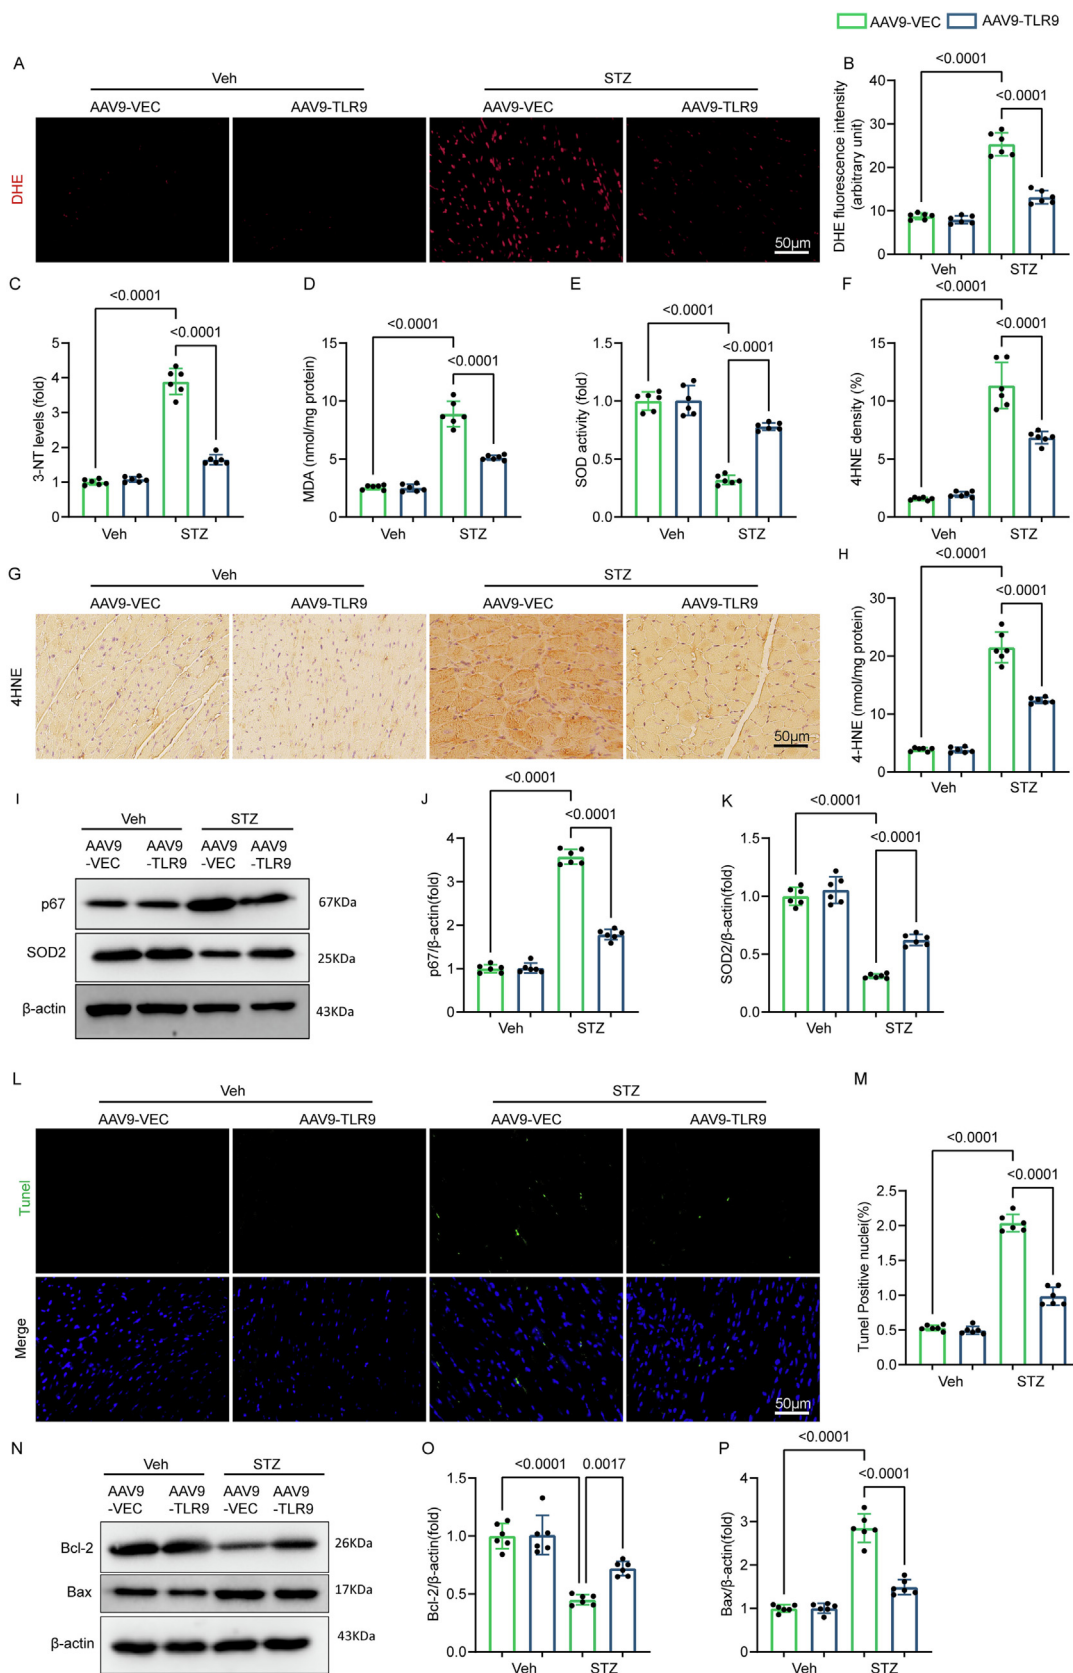 AAV9-VEC AAV9-TLR9
A
Veh STZ
AAV9-VEC AAV9-TLR9 AAV9-VEC AAV9-TLR9
DHE
50μm
B
<0.0001
<0.0001
DHE fluorescence intensity
(arbitrary unit)
40
30
20
10
0
Veh STZ
C
<0.0001
<0.0001
3-NT levels (fold)
5
4
3
2
1
0
Veh STZ
D
<0.0001
<0.0001
MDA (nmol/mg protein)
15
10
5
0
Veh STZ
E
<0.0001
<0.0001
SOD activity (fold)
1.5
1.0
0.5
0.0
Veh STZ
F
<0.0001
<0.0001
4HNE density (%)
15
10
5
0
Veh STZ
G
Veh STZ
AAV9-VEC AAV9-TLR9 AAV9-VEC AAV9-TLR9
4HNE
50μm
H
<0.0001
<0.0001
4-HNE (nmol/mg protein)
30
20
10
0
Veh STZ
I
Veh STZ
AAV9 AAV9 AAV9 AAV9
-VEC -TLR9 -VEC -TLR9
p67 67KDa
SOD2 25KDa
β-actin 43KDa
J
<0.0001
<0.0001
p67/β-actin(fold)
4
3
2
1
0
Veh STZ
K
<0.0001
<0.0001
SOD2/β-actin(fold)
1.5
1.0
0.5
0.0
Veh STZ
L
Veh STZ
AAV9-VEC AAV9-TLR9 AAV9-VEC AAV9-TLR9
Tunel
Merge
50μm
M
<0.0001
<0.0001
Tunel Positive nuclei(%)
2.5
2.0
1.5
1.0
0.5
0.0
Veh STZ
N
Veh STZ
AAV9 AAV9 AAV9 AAV9
-VEC -TLR9 -VEC -TLR9
Bcl-2 26KDa
Bax 17KDa
β-actin 43KDa
O
<0.0001 0.0017
Bcl-2/β-actin(fold)
1.5
1.0
0.5
0.0
Veh STZ
P
<0.0001
<0.0001
Bax/β-actin(fold)
4
3
2
1
0
Veh STZ